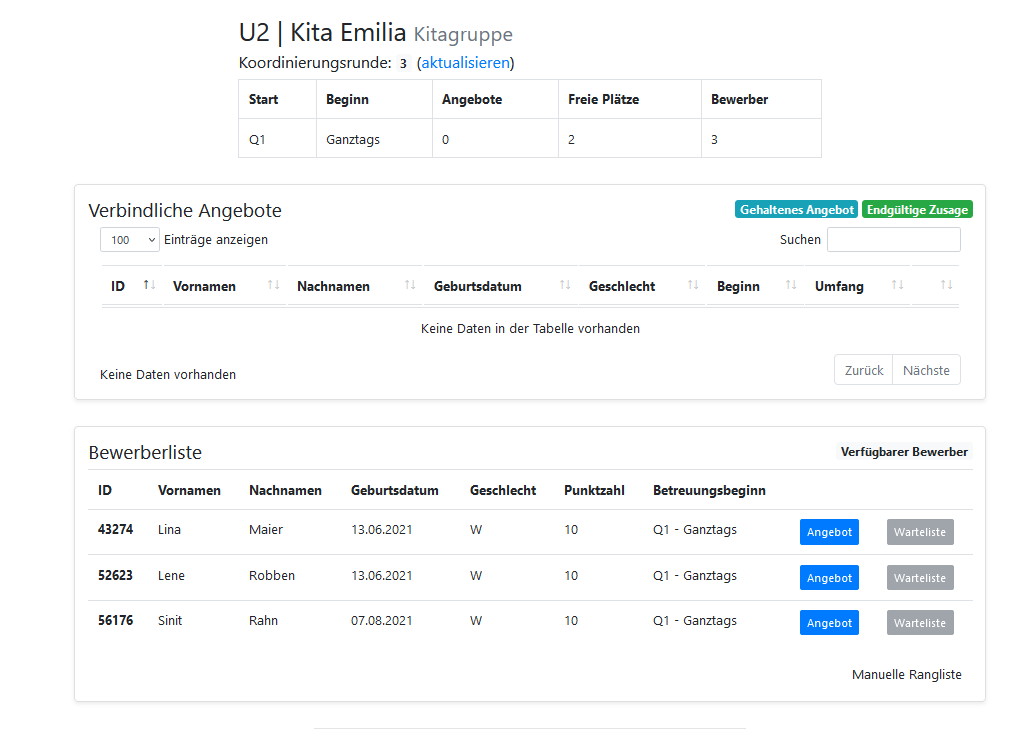 U2 | Kita Emilia Kitagruppe
Koordinierungsrunde: 3 (aktualisieren)
Start Beginn Angebote Freie Plätze Bewerber
Q1 Ganztags 0 2 3
Verbindliche Angebote Gehaltenes Angebot Endgültige Zusage
100 Einträge anzeigen Suchen
ID Vornamen Nachnamen Geburtsdatum Geschlecht Beginn Umfang
Keine Daten in der Tabelle vorhanden
Keine Daten vorhanden Zurück Nächste
Bewerberliste Verfügbarer Bewerber
ID Vornamen Nachnamen Geburtsdatum Geschlecht Punktzahl Betreuungsbeginn
43274 Lina Maier 13.06.2021 W 10 Q1 - Ganztags Angebot Warteliste
52623 Lene Robben 13.06.2021 W 10 Q1 - Ganztags Angebot Warteliste
56176 Sinit Rahn 07.08.2021 W 10 Q1 - Ganztags Angebot Warteliste
Manuelle Rangliste